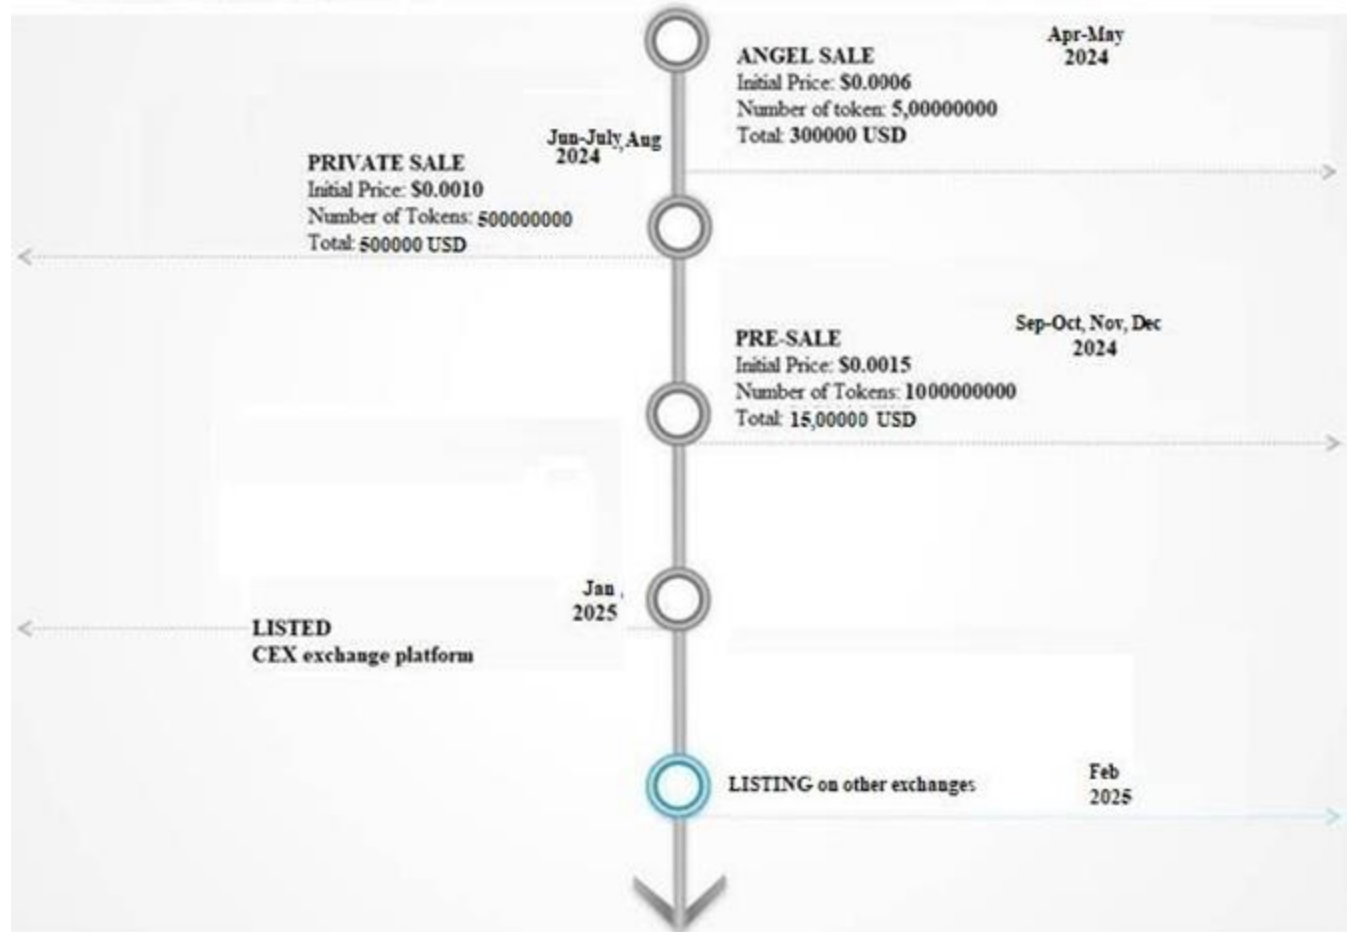 Apr-May
2024
ANGEL SALE
Initial Price: $0.0006
Number of token: 5,00000000
Total: 300000 USD
Jun-July, Aug
2024
PRIVATE SALE
Initial Price: $0.0010
Number of Tokens: 500000000
Total: 500000 USD
Sep-Oct, Nov, Dec
2024
PRE-SALE
Initial Price: $0.0015
Number of Tokens: 1000000000
Total: 15,00000 USD
Jan,
2025
LISTED
CEX exchange platform
LISTING on other exchanges
Feb
2025